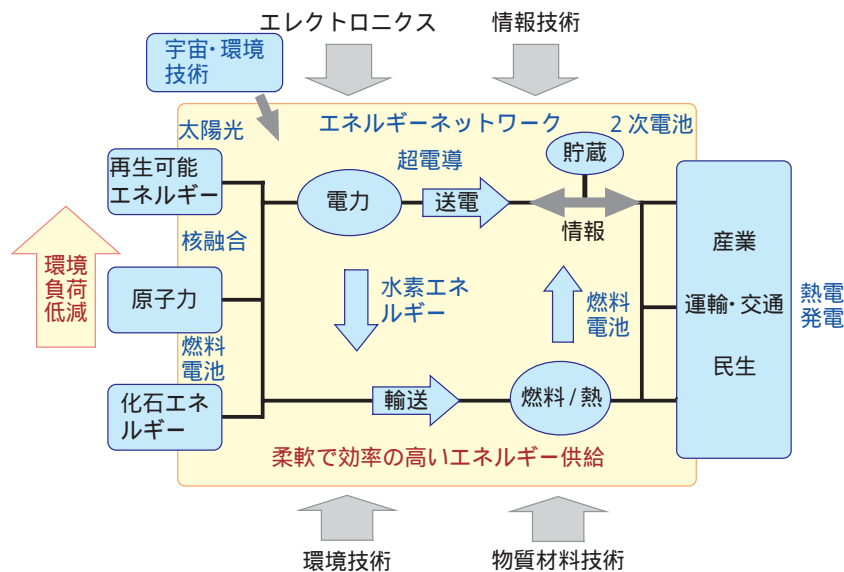 エレクトロニクス
情報技術
宇宙・環境
技術
太陽光
エネルギーネットワーク
2次電池
再生可能
エネルギー
超電導
貯蔵
電力
送電
情報
核融合
環境
負荷
低減
原子力
水素エネ
ルギー
燃料
電池
産業
運輸・交通
民生
熱電
発電
燃料
電池
化石エネ
ルギー
輸送
燃料/熱
柔軟で効率の高いエネルギー供給
環境技術
物質材料技術